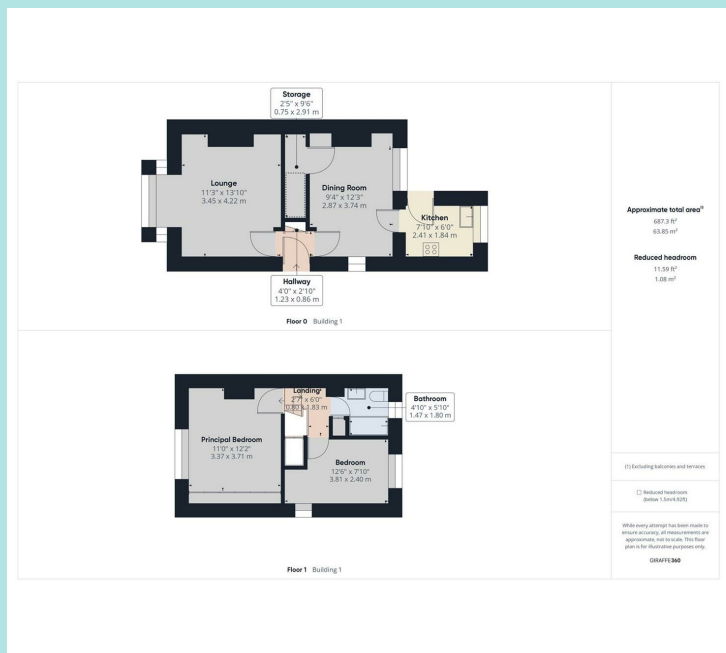 Storage
2'5" x 9'6"
0.75 x 2.91 m
Lounge
11'3" x 13'10"
3.45 x 4.22 m
Dining Room
9'4" x 12'3"
2.87 x 3.74 m
Kitchen
7'10" x 6'0"
2.41 x 1.84 m
Hallway
4'0" x 2'10"
1.23 x 0.86 m
Floor 0 Building 1
Landing
2'7" x 6'0"
0.80 x 1.83 m
Bathroom
4'10" x 5'10"
1.47 x 1.80 m
Principal Bedroom
11'0" x 12'2"
3.37 x 3.71 m
Bedroom
12'6" x 7'10"
3.81 x 2.40 m
Floor 1 Building 1
Approximate total area⁽¹⁾
687.3 ft²
63.85 m²
Reduced headroom
11.59 ft²
1.08 m²
(1) Excluding balconies and terraces
Reduced headroom
(below 1.5m/4.92ft)
While every attempt has been made to
ensure accuracy, all measurements are
approximate, not to scale. This floor
plan is for illustrative purposes only.
GIRAFFE360